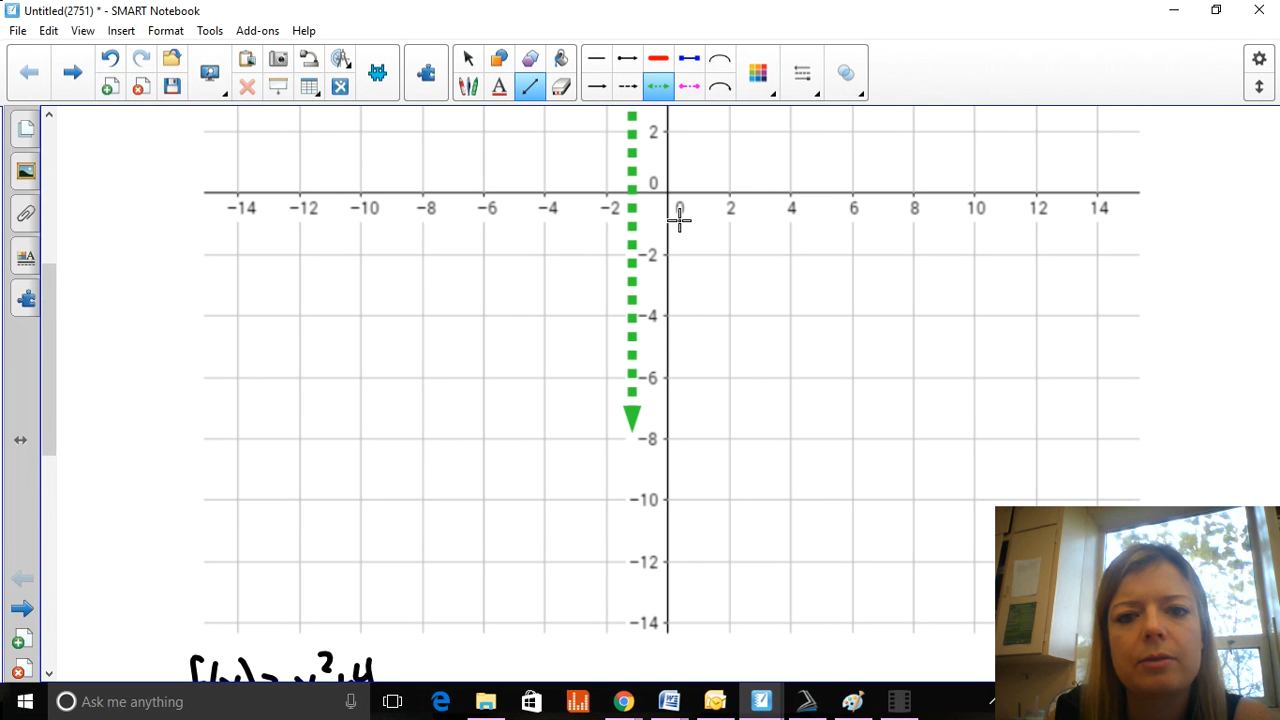 Untitled(2751) * - SMART Notebook
File Edit View Insert Format Tools Add-ons Help
A
A
2
0
−14 −12 −10 −8 −6 −4 −2 0 2 4 6 8 10 12 14
−2
−4
−6
−8
−10
−12
−14
Ask me anything